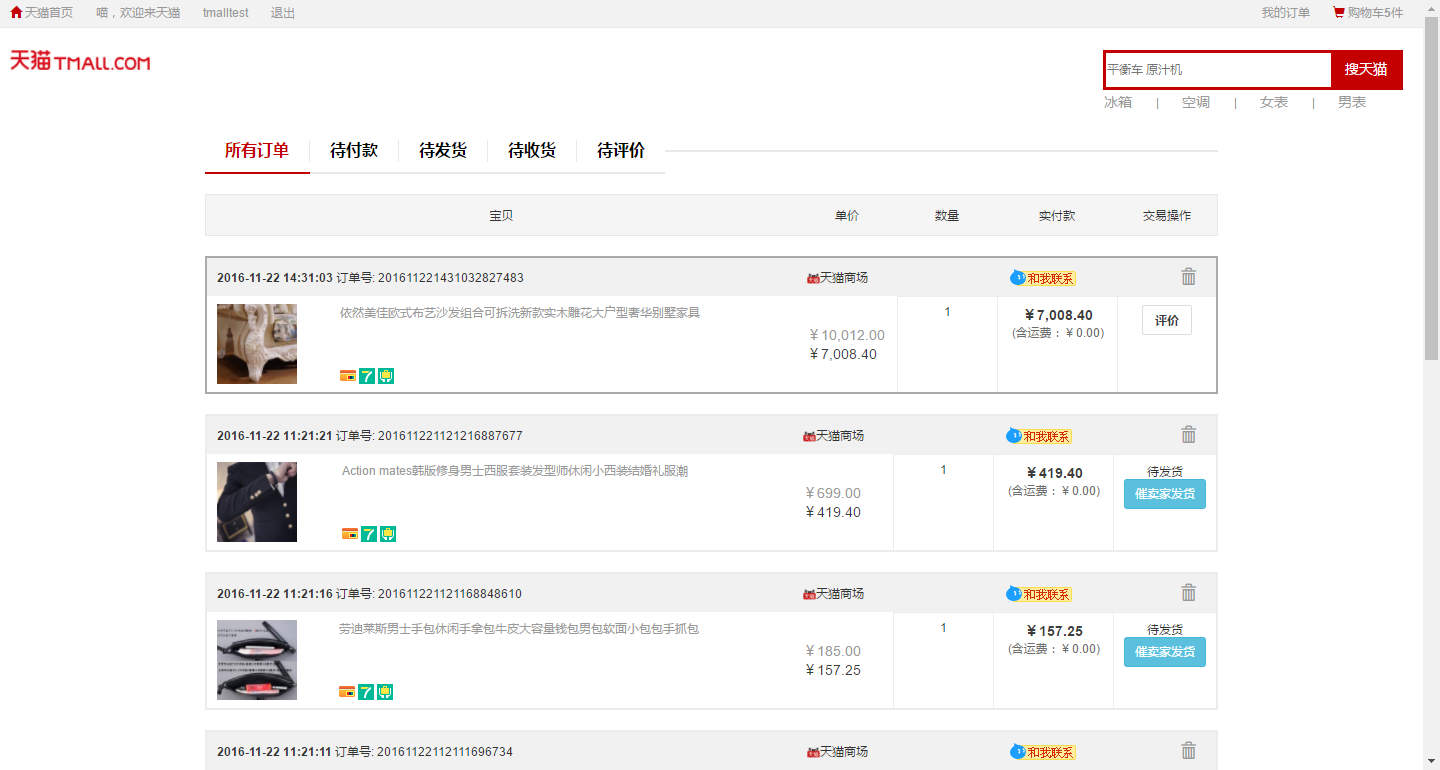 天猫首页 喵，欢迎来天猫 tmalltest 退出 我的订单 购物车5件
天猫 TMALL.COM
平衡车 原汁机 搜天猫
冰箱 | 空调 | 女表 | 男表
所有订单 待付款 待发货 待收货 待评价
宝贝 单价 数量 实付款 交易操作
2016-11-22 14:31:03 订单号: 201611221431032827483 天猫商场 和我联系
依然美佳欧式布艺沙发组合可拆洗新款实木雕花大户型奢华别墅家具
￥10,012.00
￥7,008.40
1
￥7,008.40
(含运费：￥0.00)
评价
7
2016-11-22 11:21:21 订单号: 201611221121216887677 天猫商场 和我联系
Action mates韩版修身男士西服套装发型师休闲小西装结婚礼服潮
￥699.00
￥419.40
1
￥419.40
(含运费：￥0.00)
待发货
催卖家发货
7
2016-11-22 11:21:16 订单号: 201611221121168848610 天猫商场 和我联系
劳迪莱斯男士手包休闲手拿包牛皮大容量钱包男包软面小包包手抓包
￥185.00
￥157.25
1
￥157.25
(含运费：￥0.00)
待发货
催卖家发货
7
2016-11-22 11:21:11 订单号: 20161122112111696734 天猫商场 和我联系